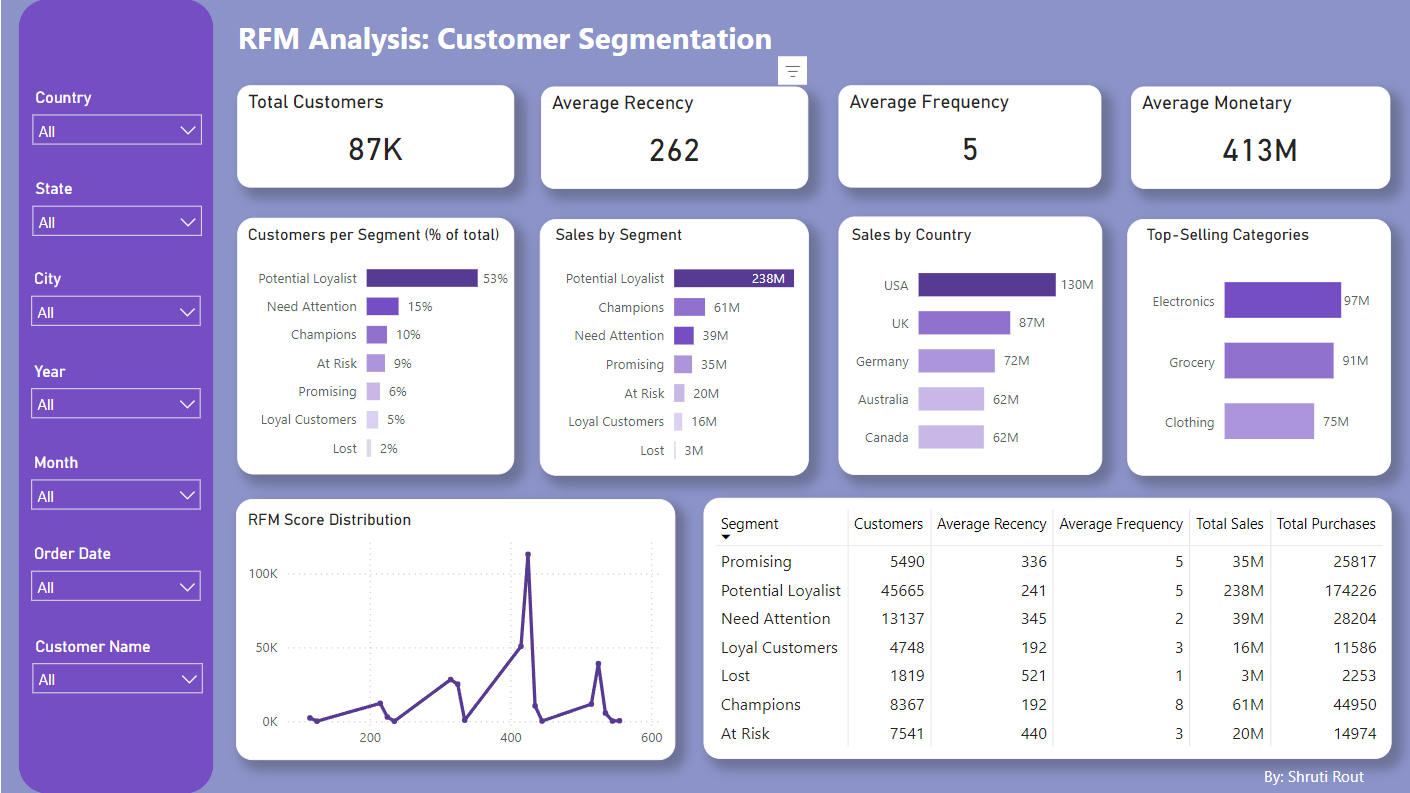 RFM Analysis: Customer Segmentation
Country
All
State
All
City
All
Year
All
Month
All
Order Date
All
Customer Name
All
Total Customers
87K
Average Recency
262
Average Frequency
5
Average Monetary
413M
Customers per Segment (% of total)
Potential Loyalist 53%
Need Attention 15%
Champions 10%
At Risk 9%
Promising 6%
Loyal Customers 5%
Lost 2%
Sales by Segment
Potential Loyalist 238M
Champions 61M
Need Attention 39M
Promising 35M
At Risk 20M
Loyal Customers 16M
Lost 3M
Sales by Country
USA 130M
UK 87M
Germany 72M
Australia 62M
Canada 62M
Top-Selling Categories
Electronics 97M
Grocery 91M
Clothing 75M
RFM Score Distribution
100K
50K
0K
200 400 600
Segment Customers Average Recency Average Frequency Total Sales Total Purchases
Promising 5490 336 5 35M 25817
Potential Loyalist 45665 241 5 238M 174226
Need Attention 13137 345 2 39M 28204
Loyal Customers 4748 192 3 16M 11586
Lost 1819 521 1 3M 2253
Champions 8367 192 8 61M 44950
At Risk 7541 440 3 20M 14974
By: Shruti Rout